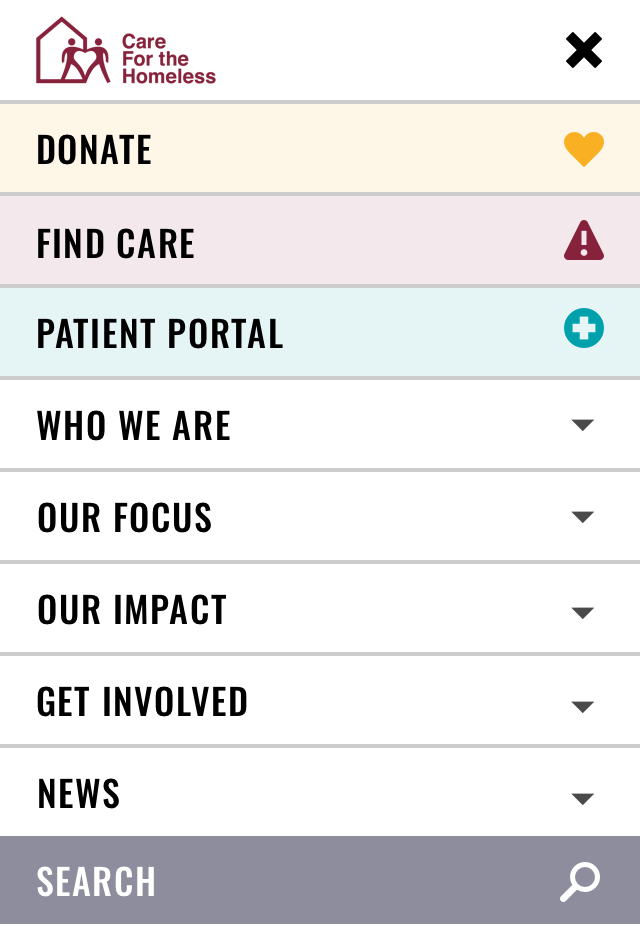 Care
For the
Homeless
DONATE
FIND CARE
PATIENT PORTAL
WHO WE ARE
OUR FOCUS
OUR IMPACT
GET INVOLVED
NEWS
SEARCH